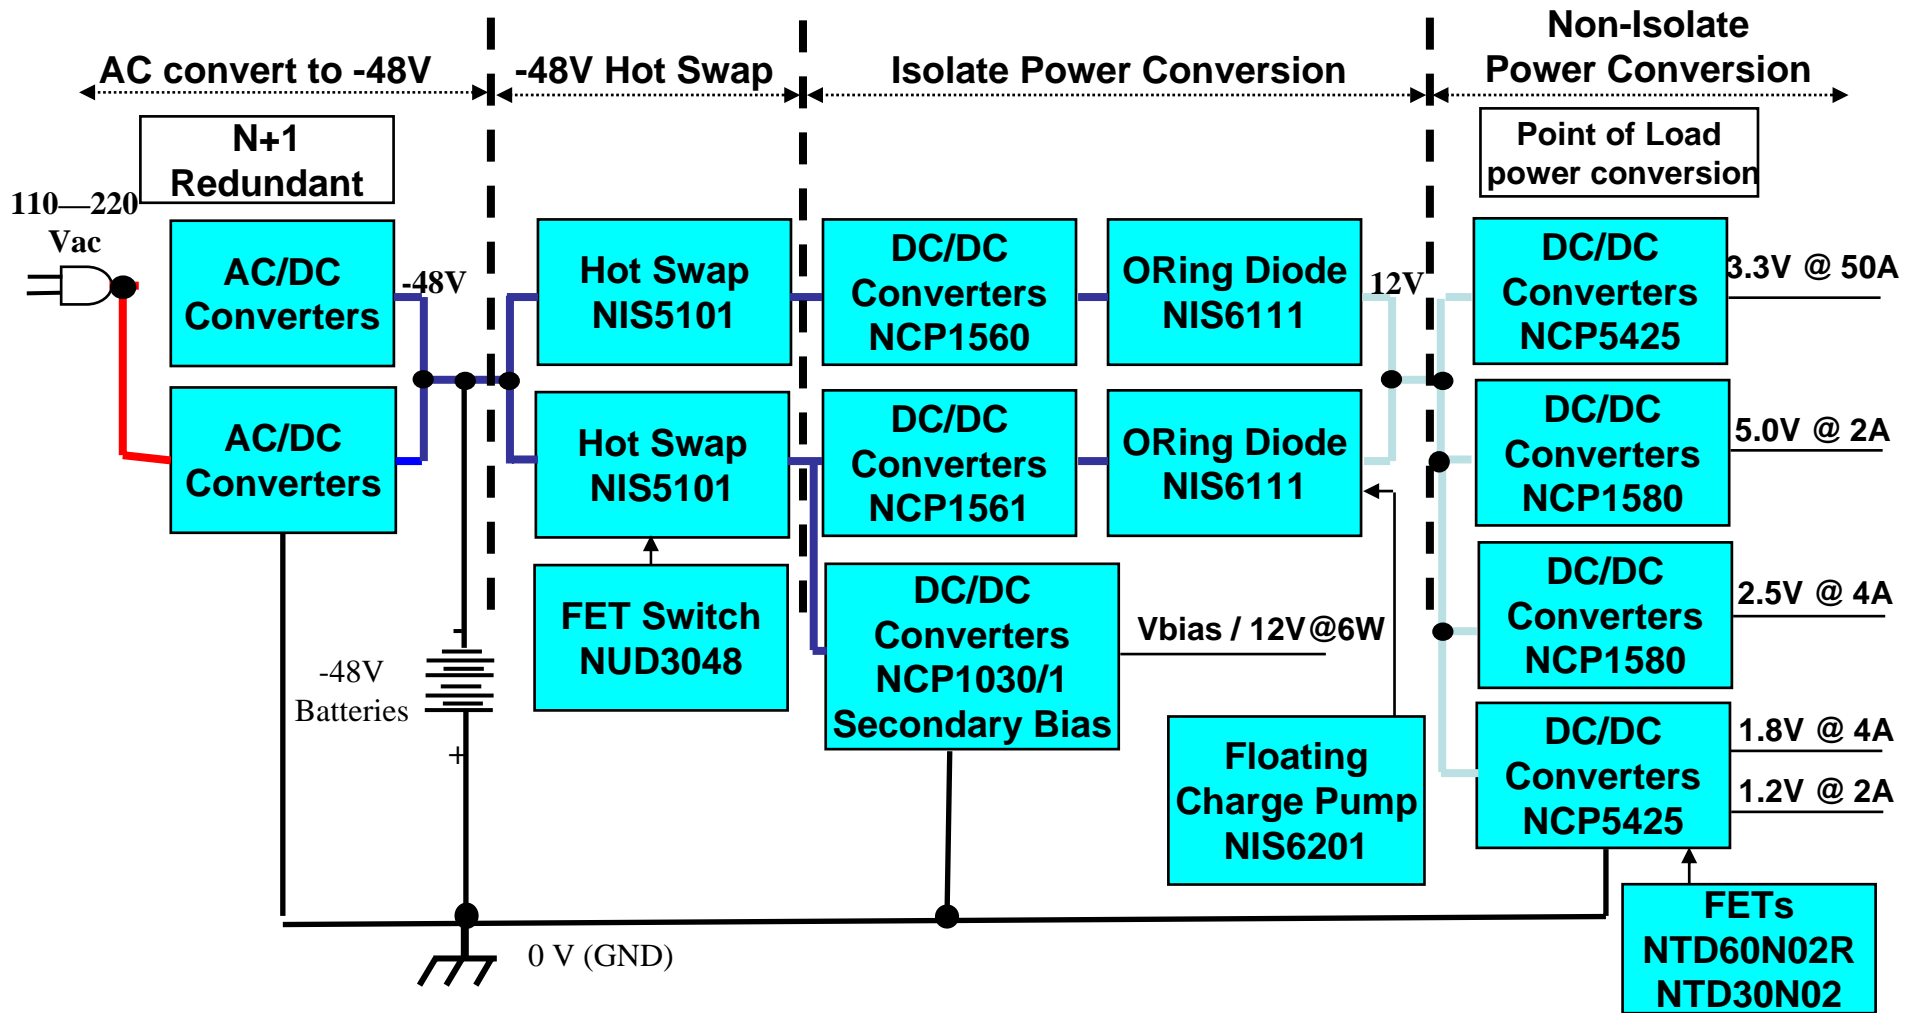 AC convert to -48V
-48V Hot Swap
Isolate Power Conversion
Non-Isolate
Power Conversion
N+1
Redundant
Point of Load
power conversion
110—220
Vac
AC/DC
Converters
-48V
Hot Swap
NIS5101
DC/DC
Converters
NCP1560
ORing Diode
NIS6111
12V
DC/DC
Converters
NCP5425
3.3V @ 50A
AC/DC
Converters
Hot Swap
NIS5101
DC/DC
Converters
NCP1561
ORing Diode
NIS6111
DC/DC
Converters
NCP1580
5.0V @ 2A
FET Switch
NUD3048
DC/DC
Converters
NCP1030/1
Secondary Bias
Vbias / 12V@6W
DC/DC
Converters
NCP1580
2.5V @ 4A
-
-48V
Batteries
+
Floating
Charge Pump
NIS6201
DC/DC
Converters
NCP5425
1.8V @ 4A
1.2V @ 2A
FETs
NTD60N02R
NTD30N02
0 V (GND)